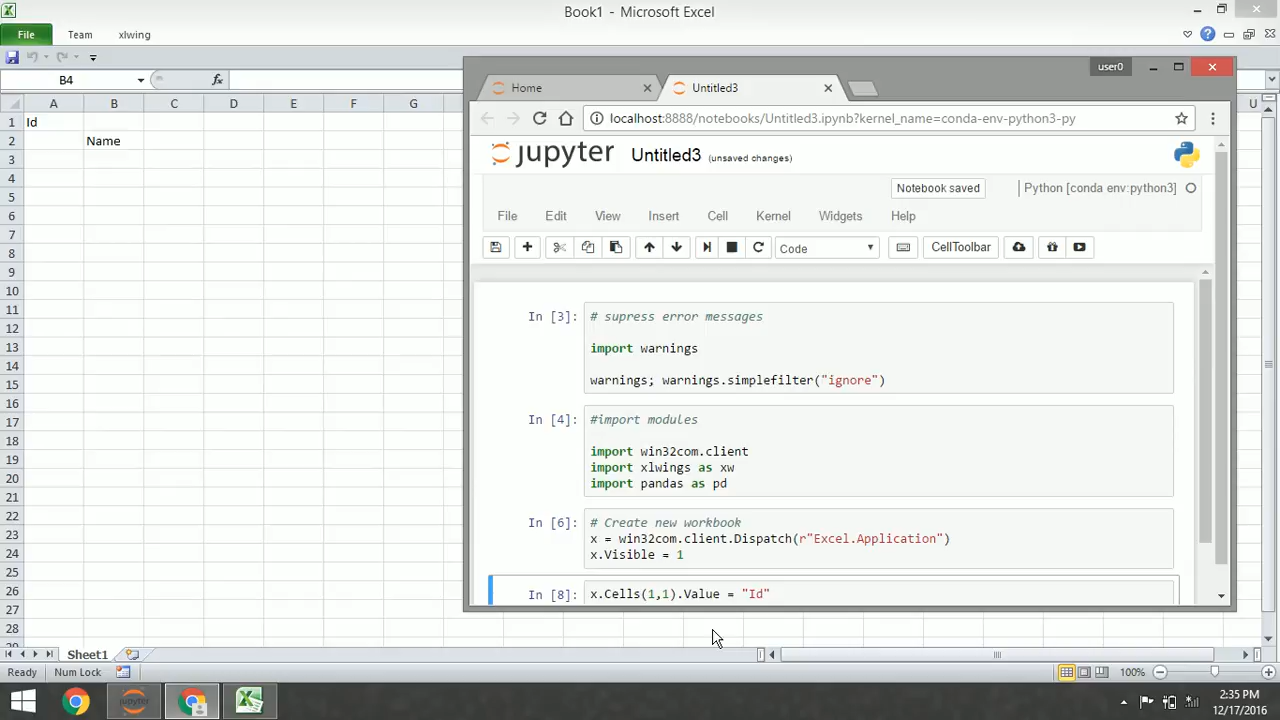 Book1 - Microsoft Excel
File Team xlwing
B4 fx
A B C D E F G U
1 Id
2 Name
3
4
5
6
7
8
9
10
11
12
13
14
15
16
17
18
19
20
21
22
23
24
25
26
27
28
Sheet1
Ready Num Lock 100%
user0
Home Untitled3
localhost:8888/notebooks/Untitled3.ipynb?kernel_name=conda-env-python3-py
jupyter Untitled3 (unsaved changes)
Notebook saved Python [conda env:python3]
File Edit View Insert Cell Kernel Widgets Help
Code CellToolbar
In [3]: # supress error messages
import warnings
warnings; warnings.simplefilter("ignore")
In [4]: #import modules
import win32com.client
import xlwings as xw
import pandas as pd
In [6]: # Create new workbook
x = win32com.client.Dispatch(r"Excel.Application")
x.Visible = 1
In [8]: x.Cells(1,1).Value = "Id"
jupyter
2:35 PM
12/17/2016